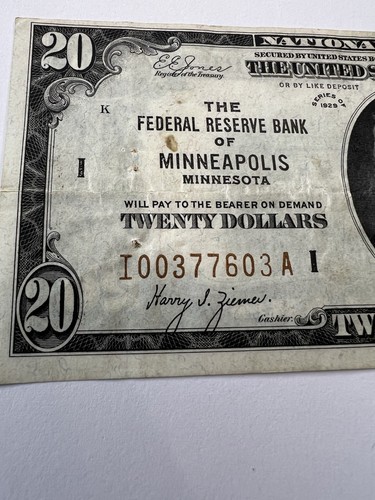 20
NATIONA
E.E.Jones
SECURED BY UNITED STATES B
Register of the Treasury.
THE UNITED S
OR BY LIKE DEPOSIT
SERIES OF
1929
K
THE
FEDERAL RESERVE BANK
OF
I
MINNEAPOLIS
MINNESOTA
WILL PAY TO THE BEARER ON DEMAND
TWENTY DOLLARS
I00377603A I
20
Harry I. Ziemer.
Cashier.
TW